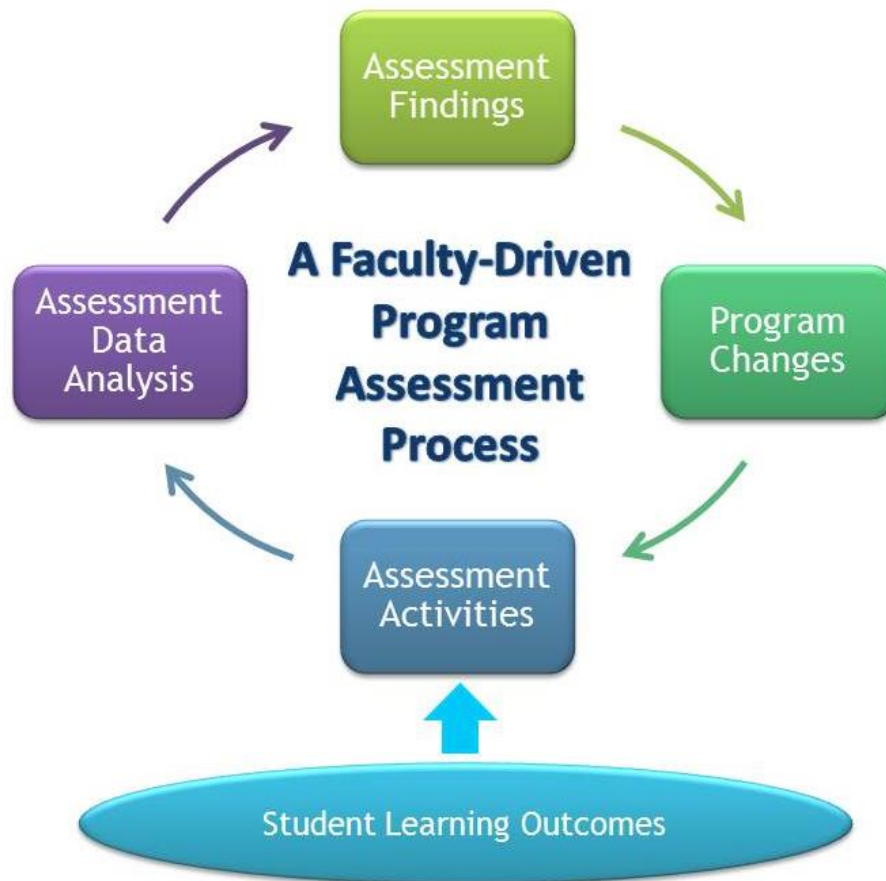 Assessment
Findings
A Faculty-Driven
Program
Assessment
Process
Assessment
Data
Analysis
Program
Changes
Assessment
Activities
Student Learning Outcomes